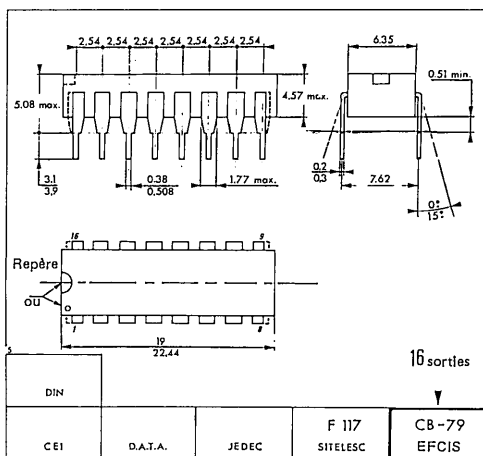 2,54 2,54 2,54 2,54 2,54 2,54 2,54
6.35
0.51 min.
5.08 max.
4,57 max.
3.1
3,9
0.38
0,508
1.77 max.
0.2
0,3
7.62
0°
15°
16 9
Repère
ou
1 8
19
22,44
16 sorties
5
DIN
CEI
D.A.T.A.
JEDEC
F 117
SITELESC
CB-79
EFCIS